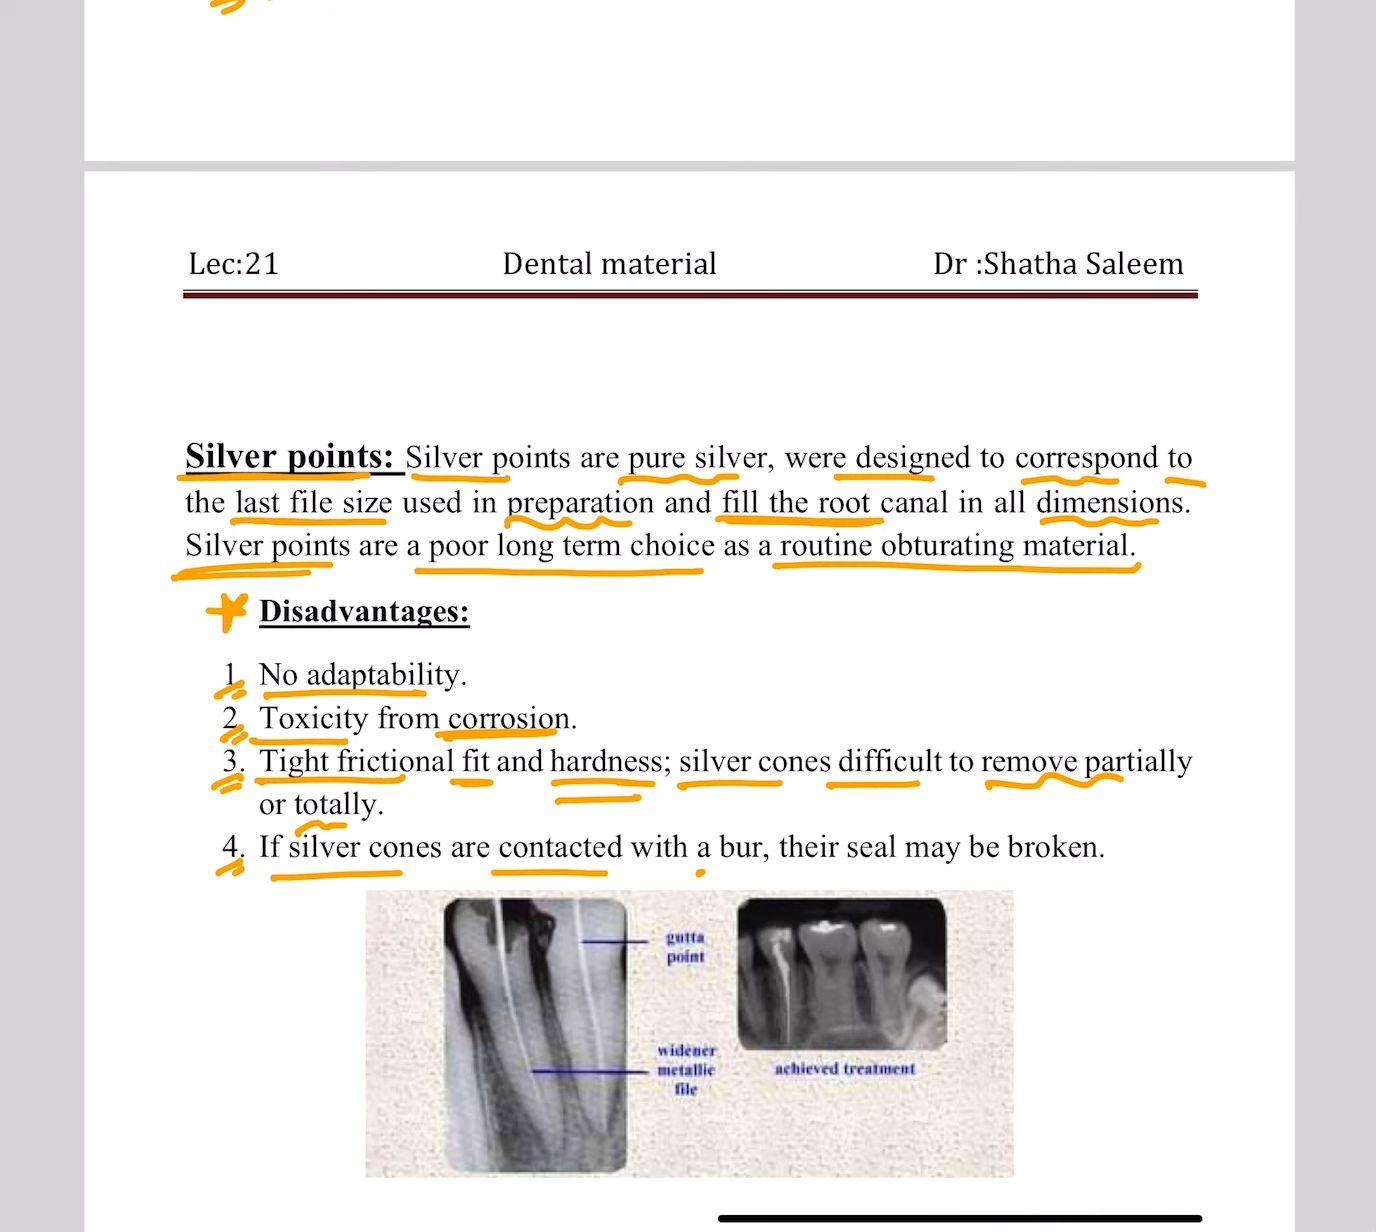 Lec:21 Dental material Dr :Shatha Saleem
Silver points: Silver points are pure silver, were designed to correspond to
the last file size used in preparation and fill the root canal in all dimensions.
Silver points are a poor long term choice as a routine obturating material.
Disadvantages:
1. No adaptability.
2. Toxicity from corrosion.
3. Tight frictional fit and hardness; silver cones difficult to remove partially
or totally.
4. If silver cones are contacted with a bur, their seal may be broken.
gutta
point
widener
metallic
file
achieved treatment